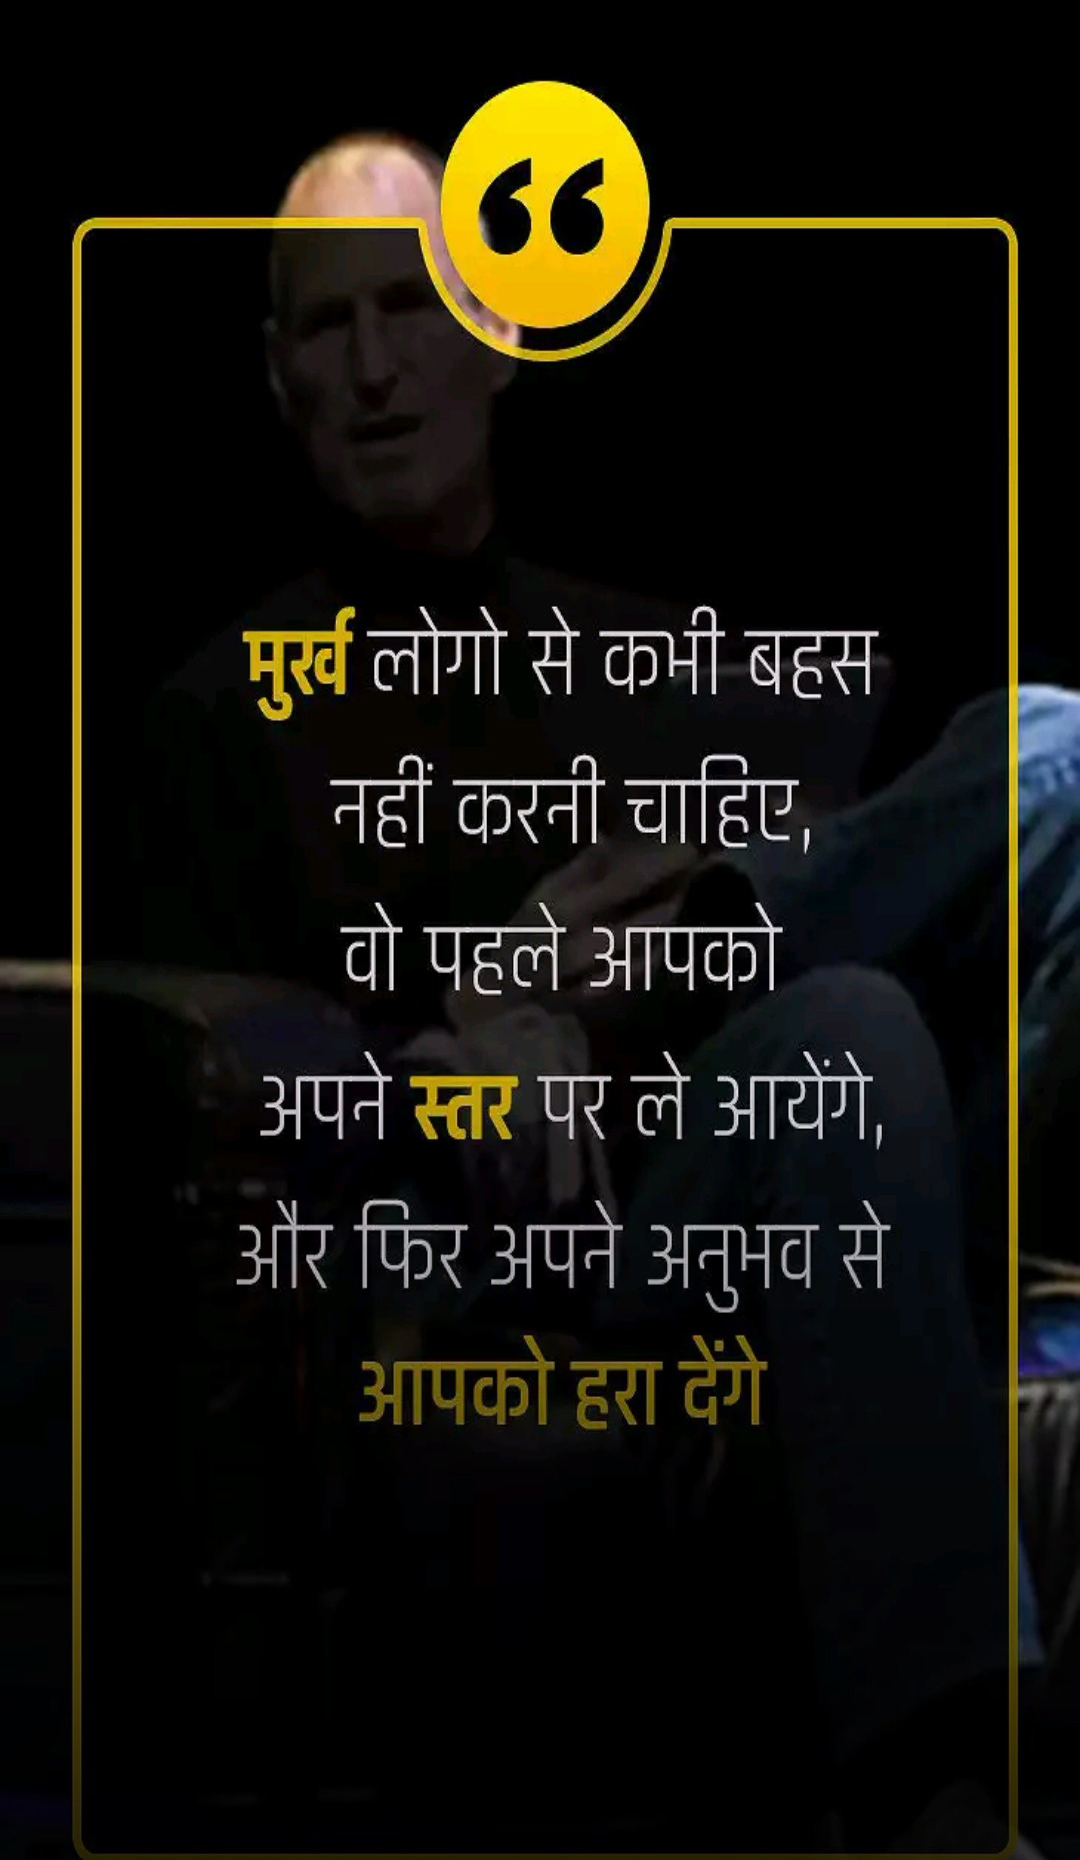 मुर्ख लोगो से कभी बहस
नहीं करनी चाहिए,
वो पहले आपको
अपने स्तर पर ले आयेंगे,
और फिर अपने अनुभव से
आपको हरा देंगे